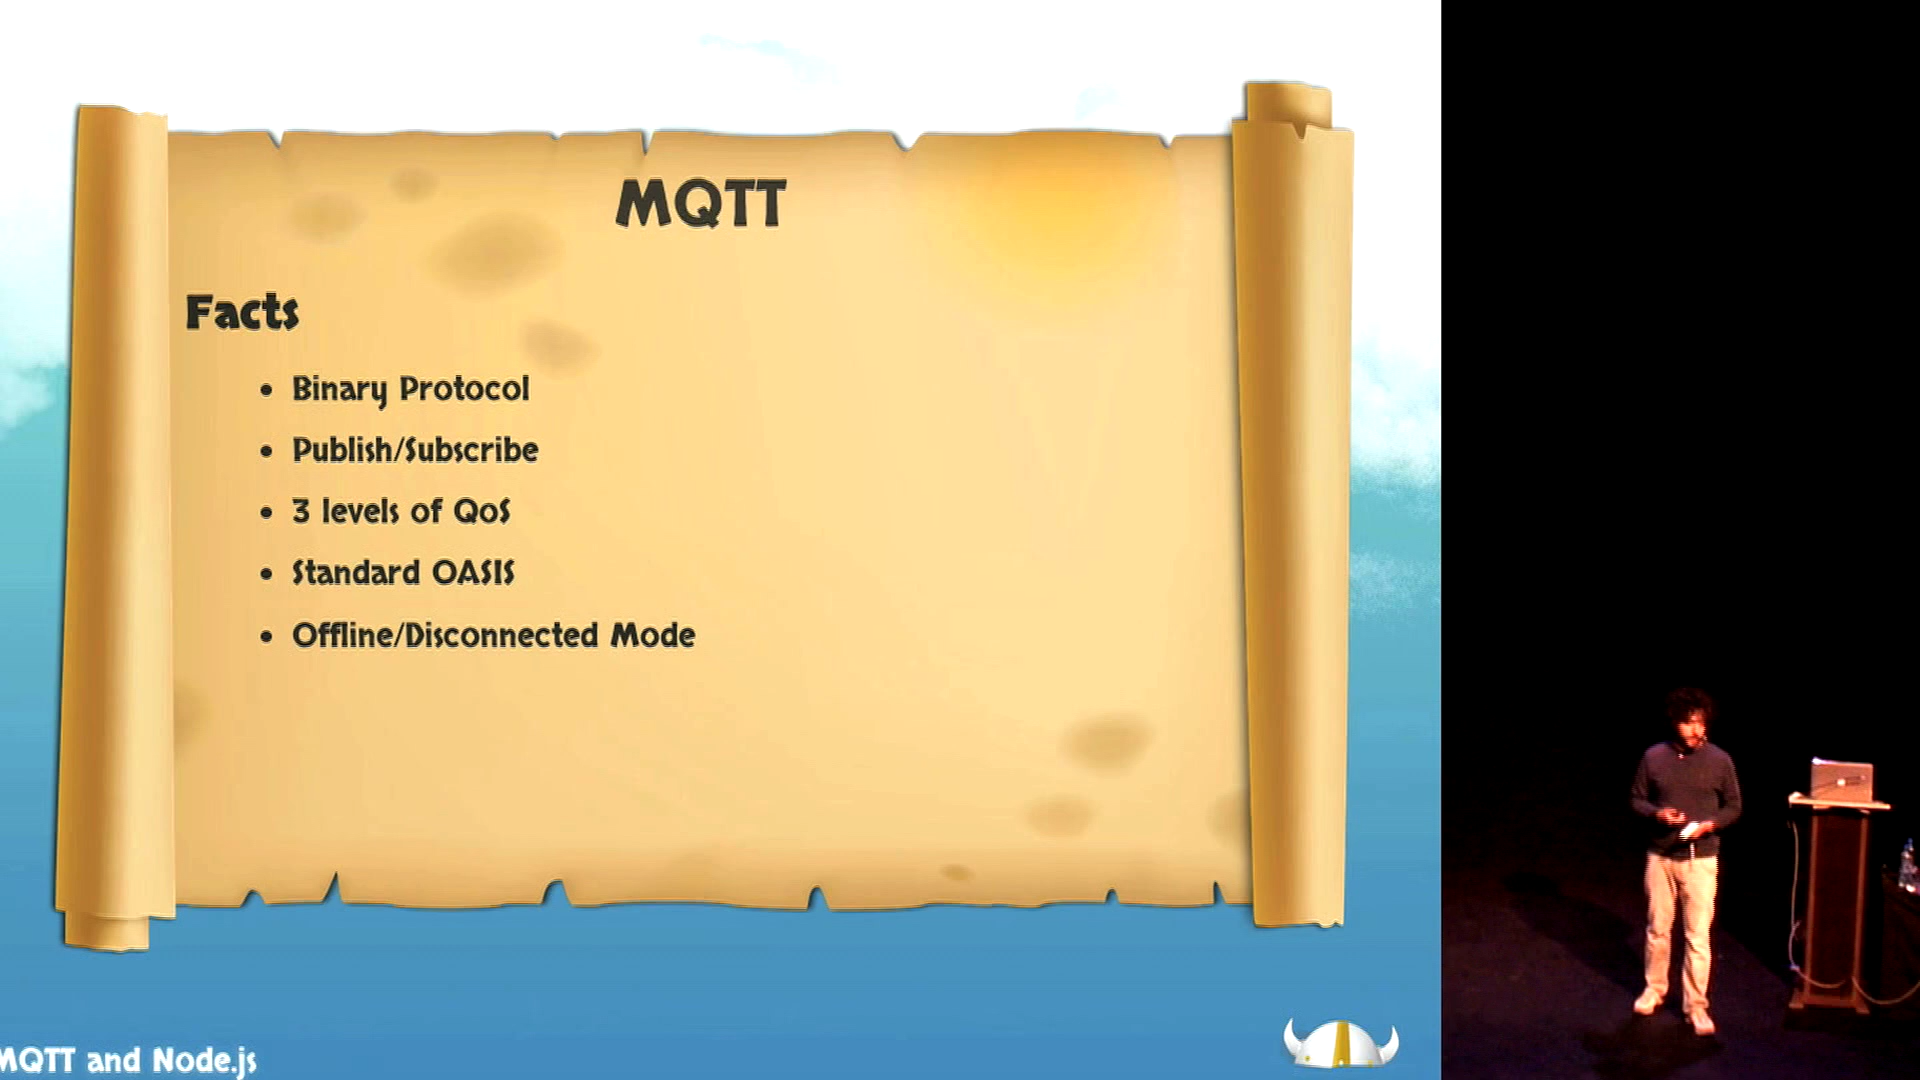 MQTT
Facts
Binary Protocol
Publish/Subscribe
3 levels of QoS
Standard OASIS
Offline/Disconnected Mode
MQTT and Node.js